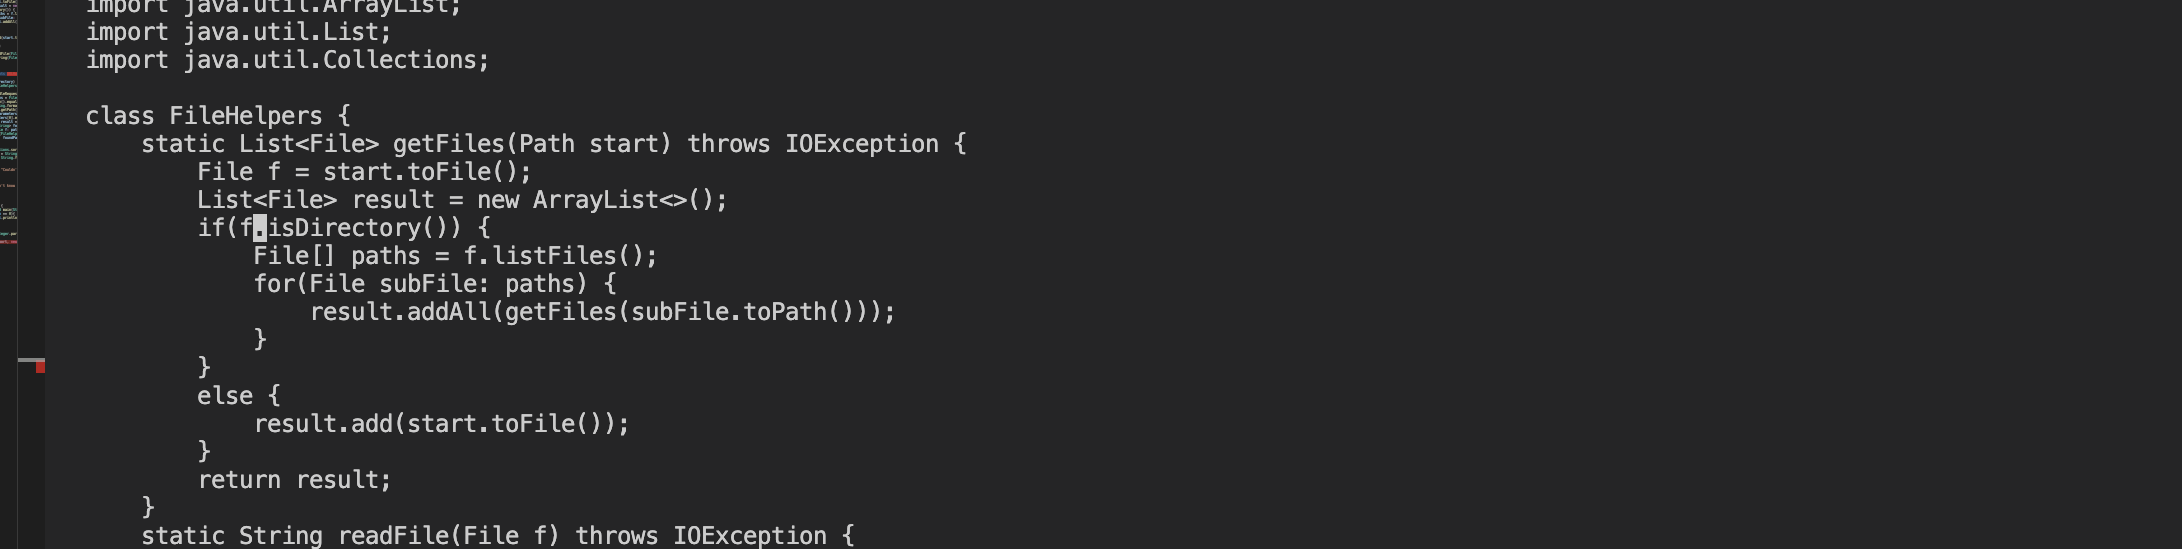 import java.util.ArrayList;
import java.util.List;
import java.util.Collections;
class FileHelpers {
    static List<File> getFiles(Path start) throws IOException {
        File f = start.toFile();
        List<File> result = new ArrayList<>();
        if(f.isDirectory()) {
            File[] paths = f.listFiles();
            for(File subFile: paths) {
                result.addAll(getFiles(subFile.toPath()));
            }
        }
        else {
            result.add(start.toFile());
        }
        return result;
    }
    static String readFile(File f) throws IOException {